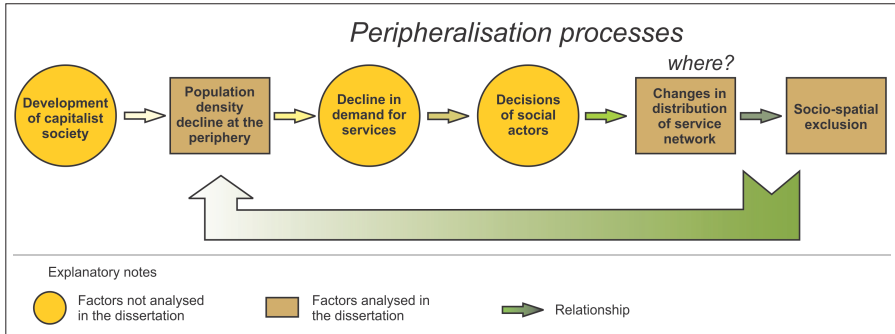 Peripheralisation processes
where?
Development
of capitalist
society
Population
density
decline at the
periphery
Decline in
demand for
services
Decisions
of social
actors
Changes in
distribution
of service
network
Socio-spatial
exclusion
Explanatory notes
Factors not analysed
in the dissertation
Factors analysed in
the dissertation
Relationship